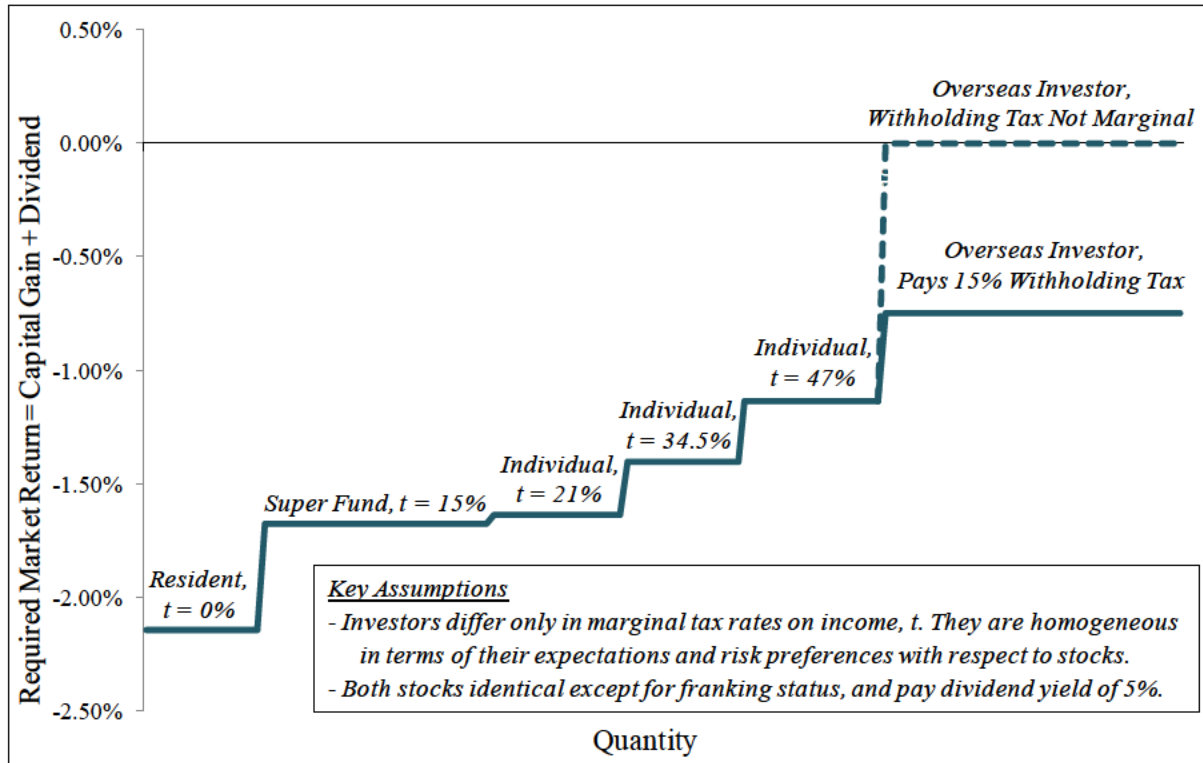 Required Market Return = Capital Gain + Dividend
0.50%
0.00%
-0.50%
-1.00%
-1.50%
-2.00%
-2.50%
Overseas Investor,
Withholding Tax Not Marginal
Overseas Investor,
Pays 15% Withholding Tax
Individual,
t = 47%
Individual,
t = 34.5%
Individual,
t = 21%
Super Fund, t = 15%
Resident,
t = 0%
Key Assumptions
- Investors differ only in marginal tax rates on income, t. They are homogeneous
in terms of their expectations and risk preferences with respect to stocks.
- Both stocks identical except for franking status, and pay dividend yield of 5%.
Quantity